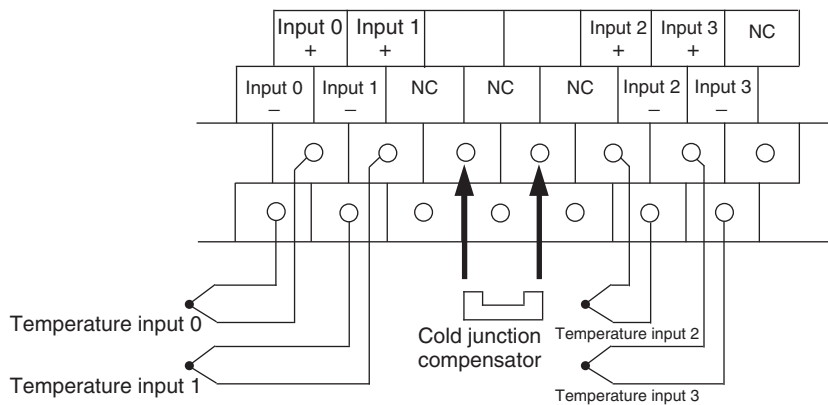 Input 0 Input 1 Input 2 Input 3 NC
+ + + +
Input 0 Input 1 NC NC NC Input 2 Input 3
– – – –
Temperature input 0
Cold junction
compensator
Temperature input 2
Temperature input 1
Temperature input 3